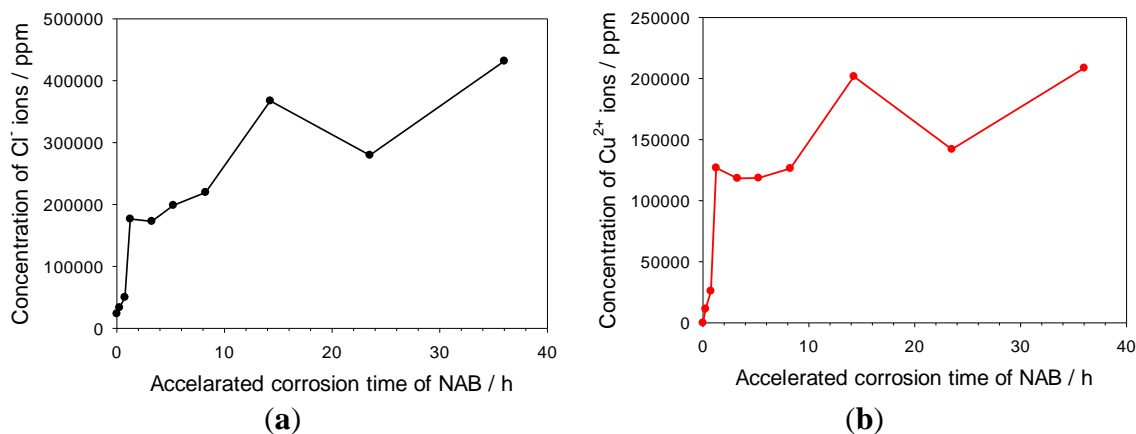 Concentration of Cl⁻ ions / ppm
500000
400000
300000
200000
100000
0
0 10 20 30 40
Accelarated corrosion time of NAB / h
(a)
Concentration of Cu²⁺ ions / ppm
250000
200000
150000
100000
50000
0
0 10 20 30 40
Accelerated corrosion time of NAB / h
(b)